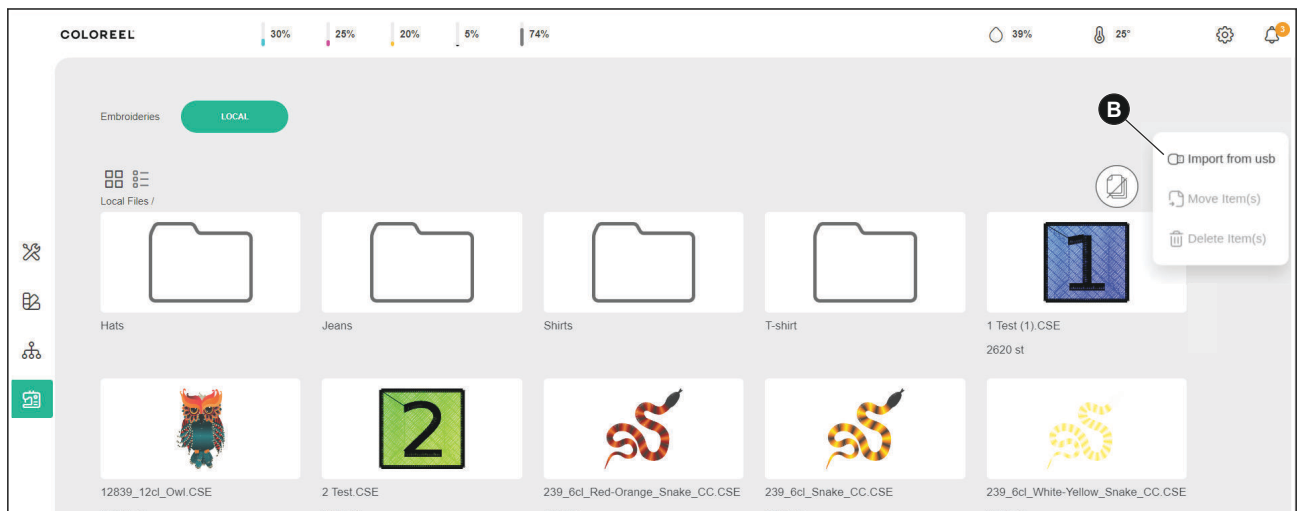 COLOREEL 30% 25% 20% 5% 74% 39% 25° 3
Embroideries LOCAL
B
Import from usb
Move Item(s)
Delete Item(s)
Local Files /
1
Hats Jeans Shirts T-shirt 1 Test (1).CSE
2620 st
2
12839_12cl_Owl.CSE 2 Test.CSE 239_6cl_Red-Orange_Snake_CC.CSE 239_6cl_Snake_CC.CSE 239_6cl_White-Yellow_Snake_CC.CSE